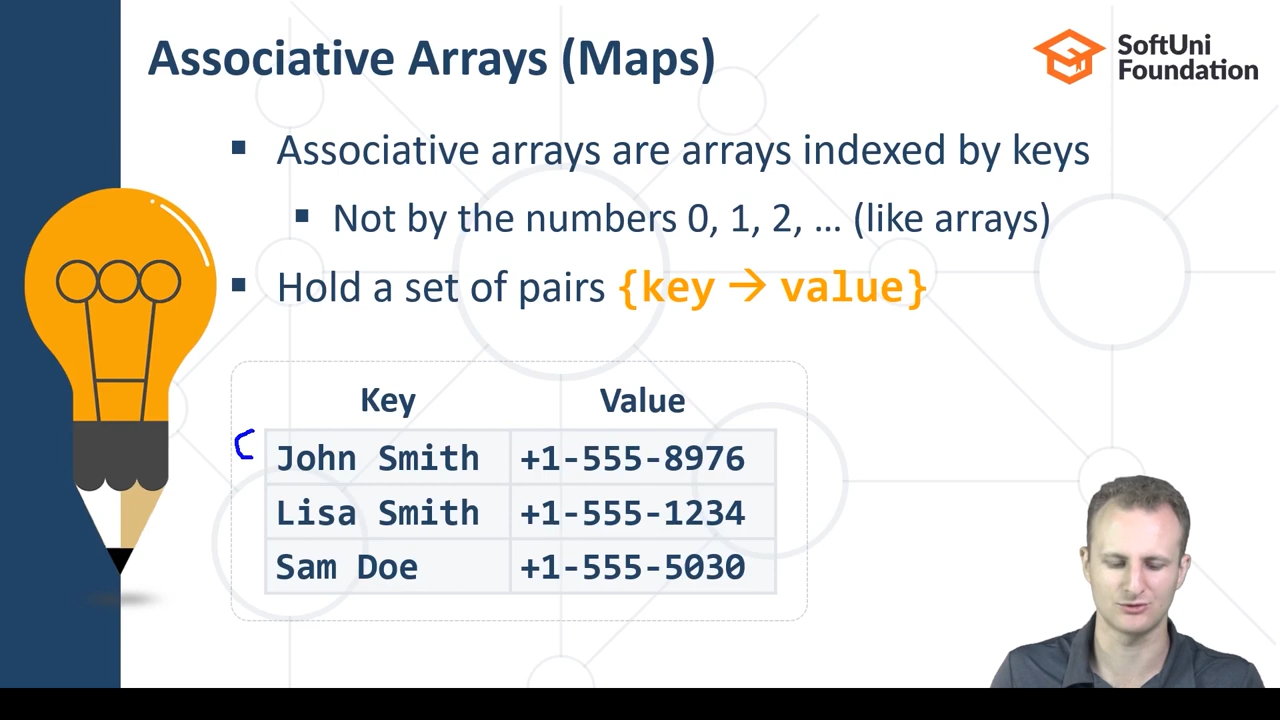 Associative Arrays (Maps)
SoftUni
Foundation
▪ Associative arrays are arrays indexed by keys
▪ Not by the numbers 0, 1, 2, … (like arrays)
▪ Hold a set of pairs {key → value}
Key Value
John Smith +1-555-8976
Lisa Smith +1-555-1234
Sam Doe +1-555-5030